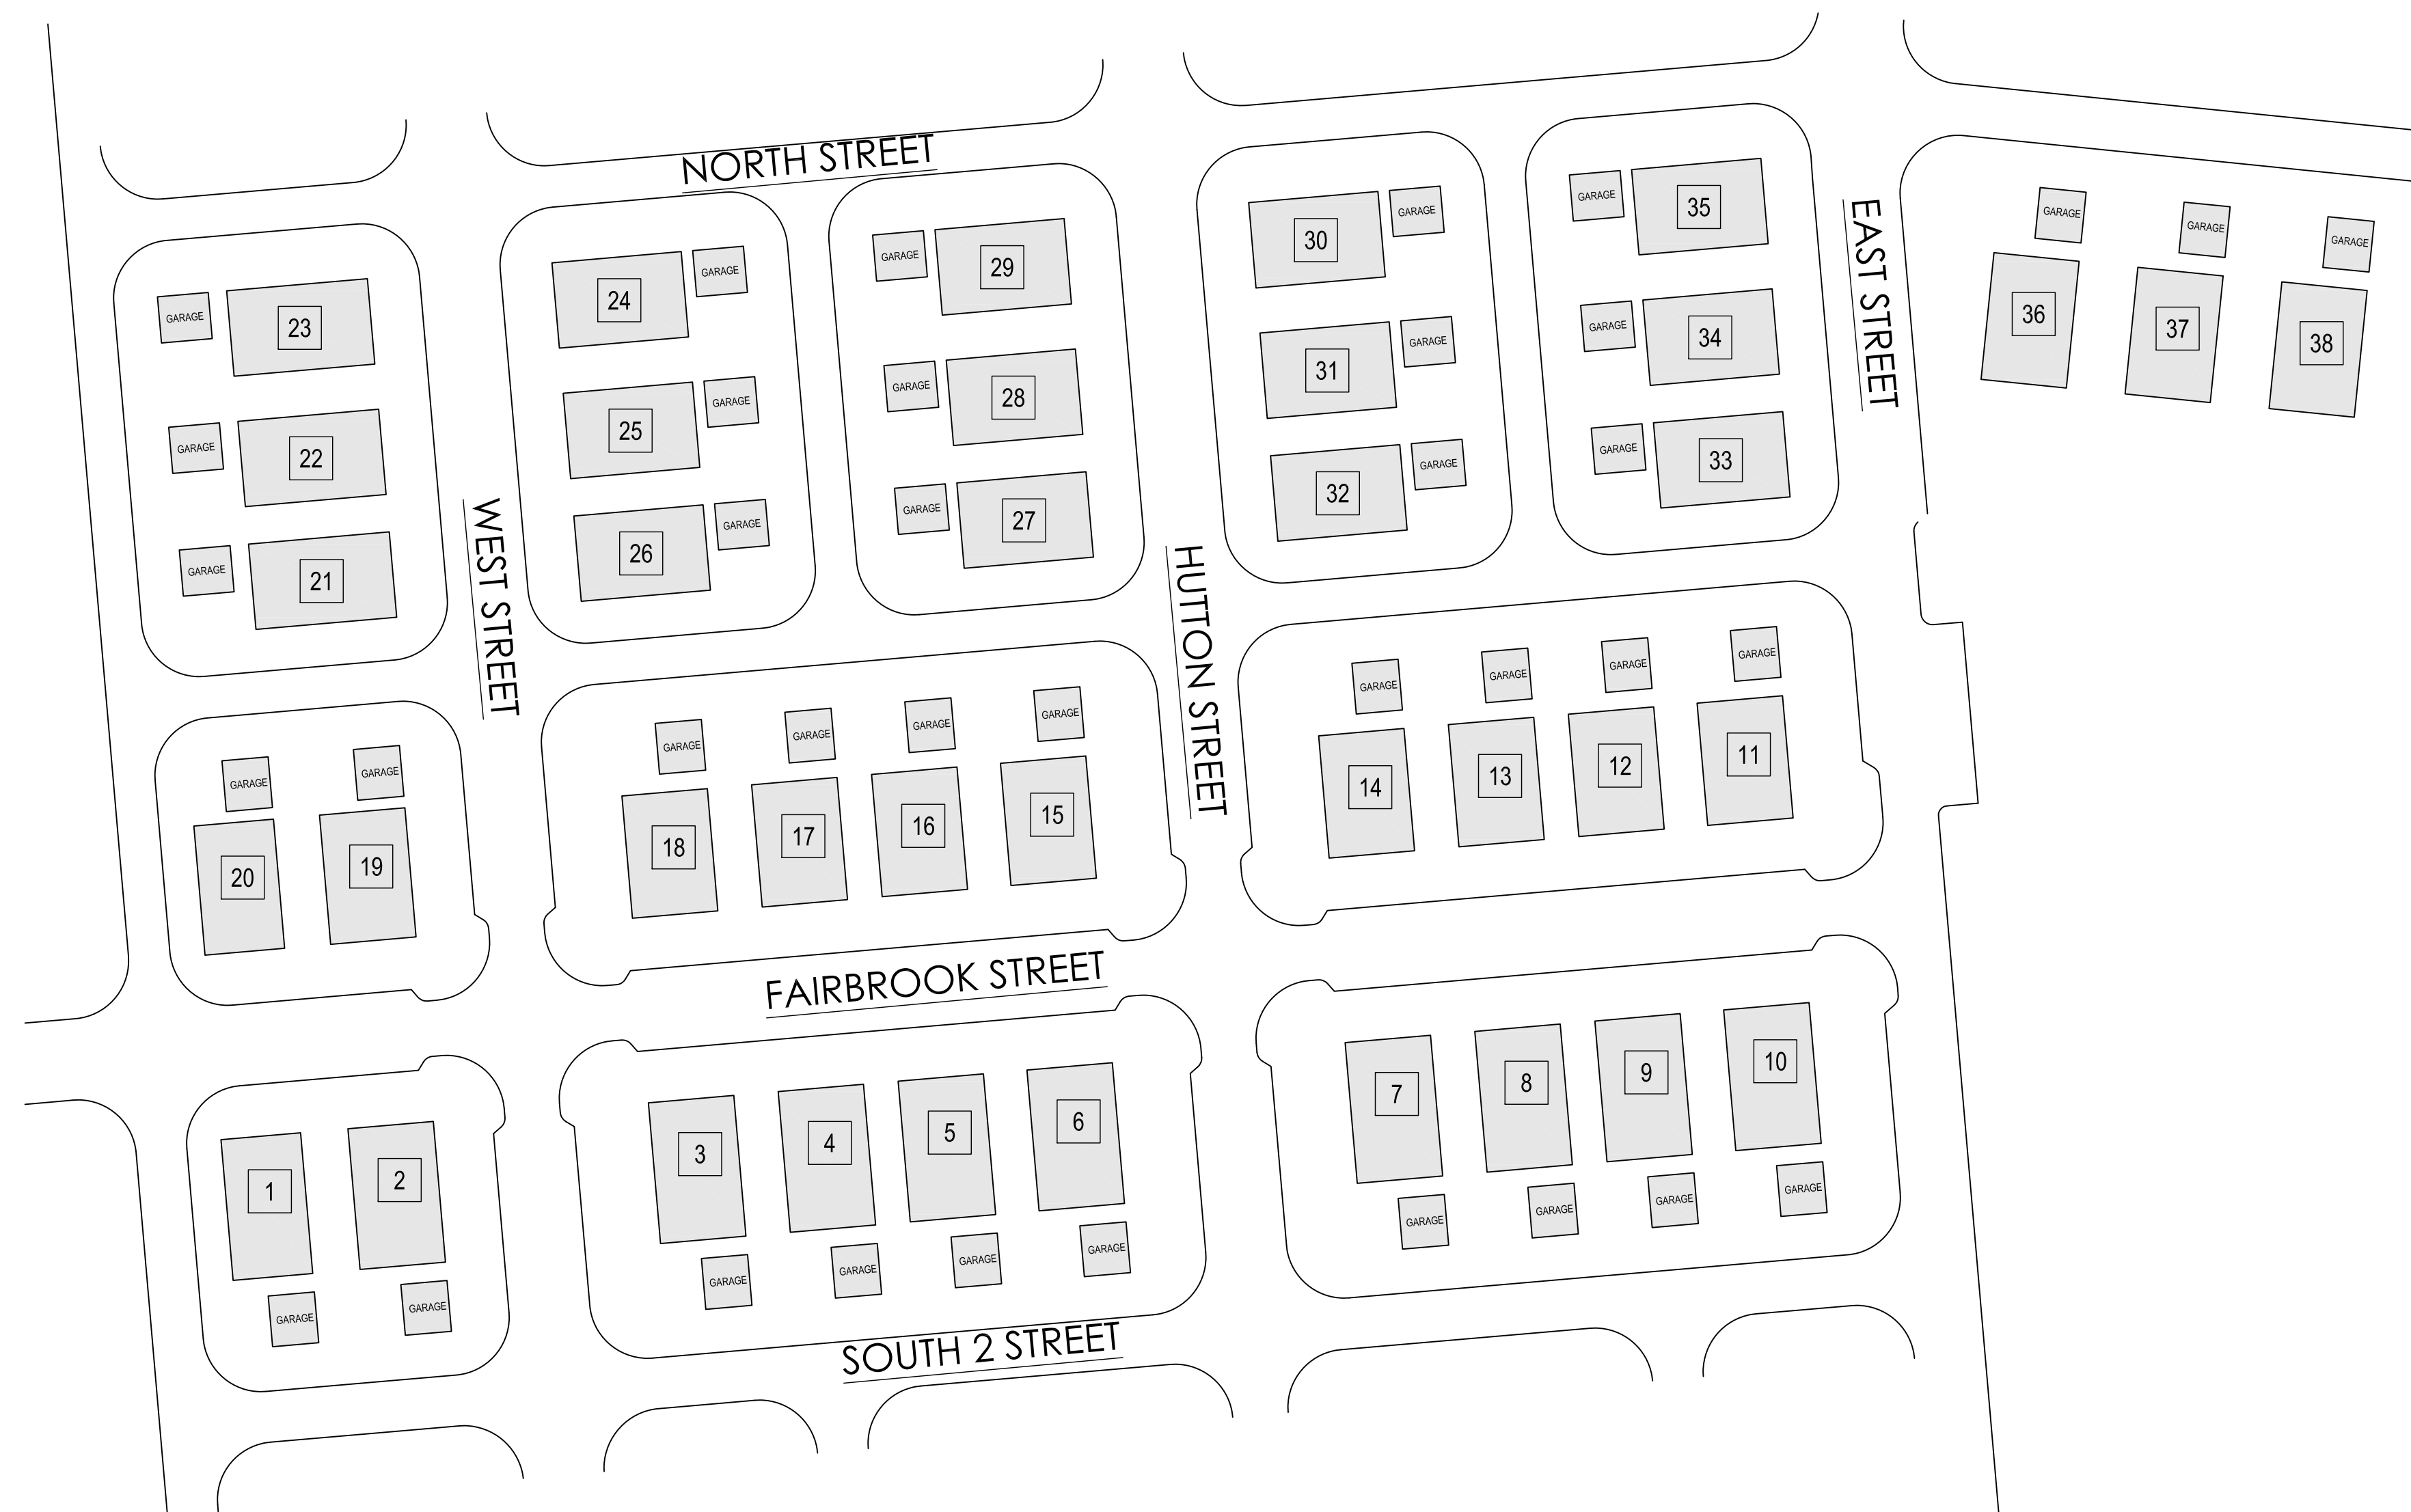 NORTH STREET
EAST STREET
WEST STREET
HUTTON STREET
FAIRBROOK STREET
SOUTH 2 STREET
GARAGE 23
GARAGE 22
GARAGE 21
24 GARAGE
25 GARAGE
26 GARAGE
GARAGE 29
GARAGE 28
GARAGE 27
30 GARAGE
31 GARAGE
32 GARAGE
GARAGE 35
GARAGE 34
GARAGE 33
GARAGE GARAGE GARAGE
36 37 38
GARAGE GARAGE
20 19
GARAGE GARAGE GARAGE GARAGE
18 17 16 15
GARAGE GARAGE GARAGE GARAGE
14 13 12 11
1 2
GARAGE GARAGE
3 4 5 6
GARAGE GARAGE GARAGE GARAGE
7 8 9 10
GARAGE GARAGE GARAGE GARAGE